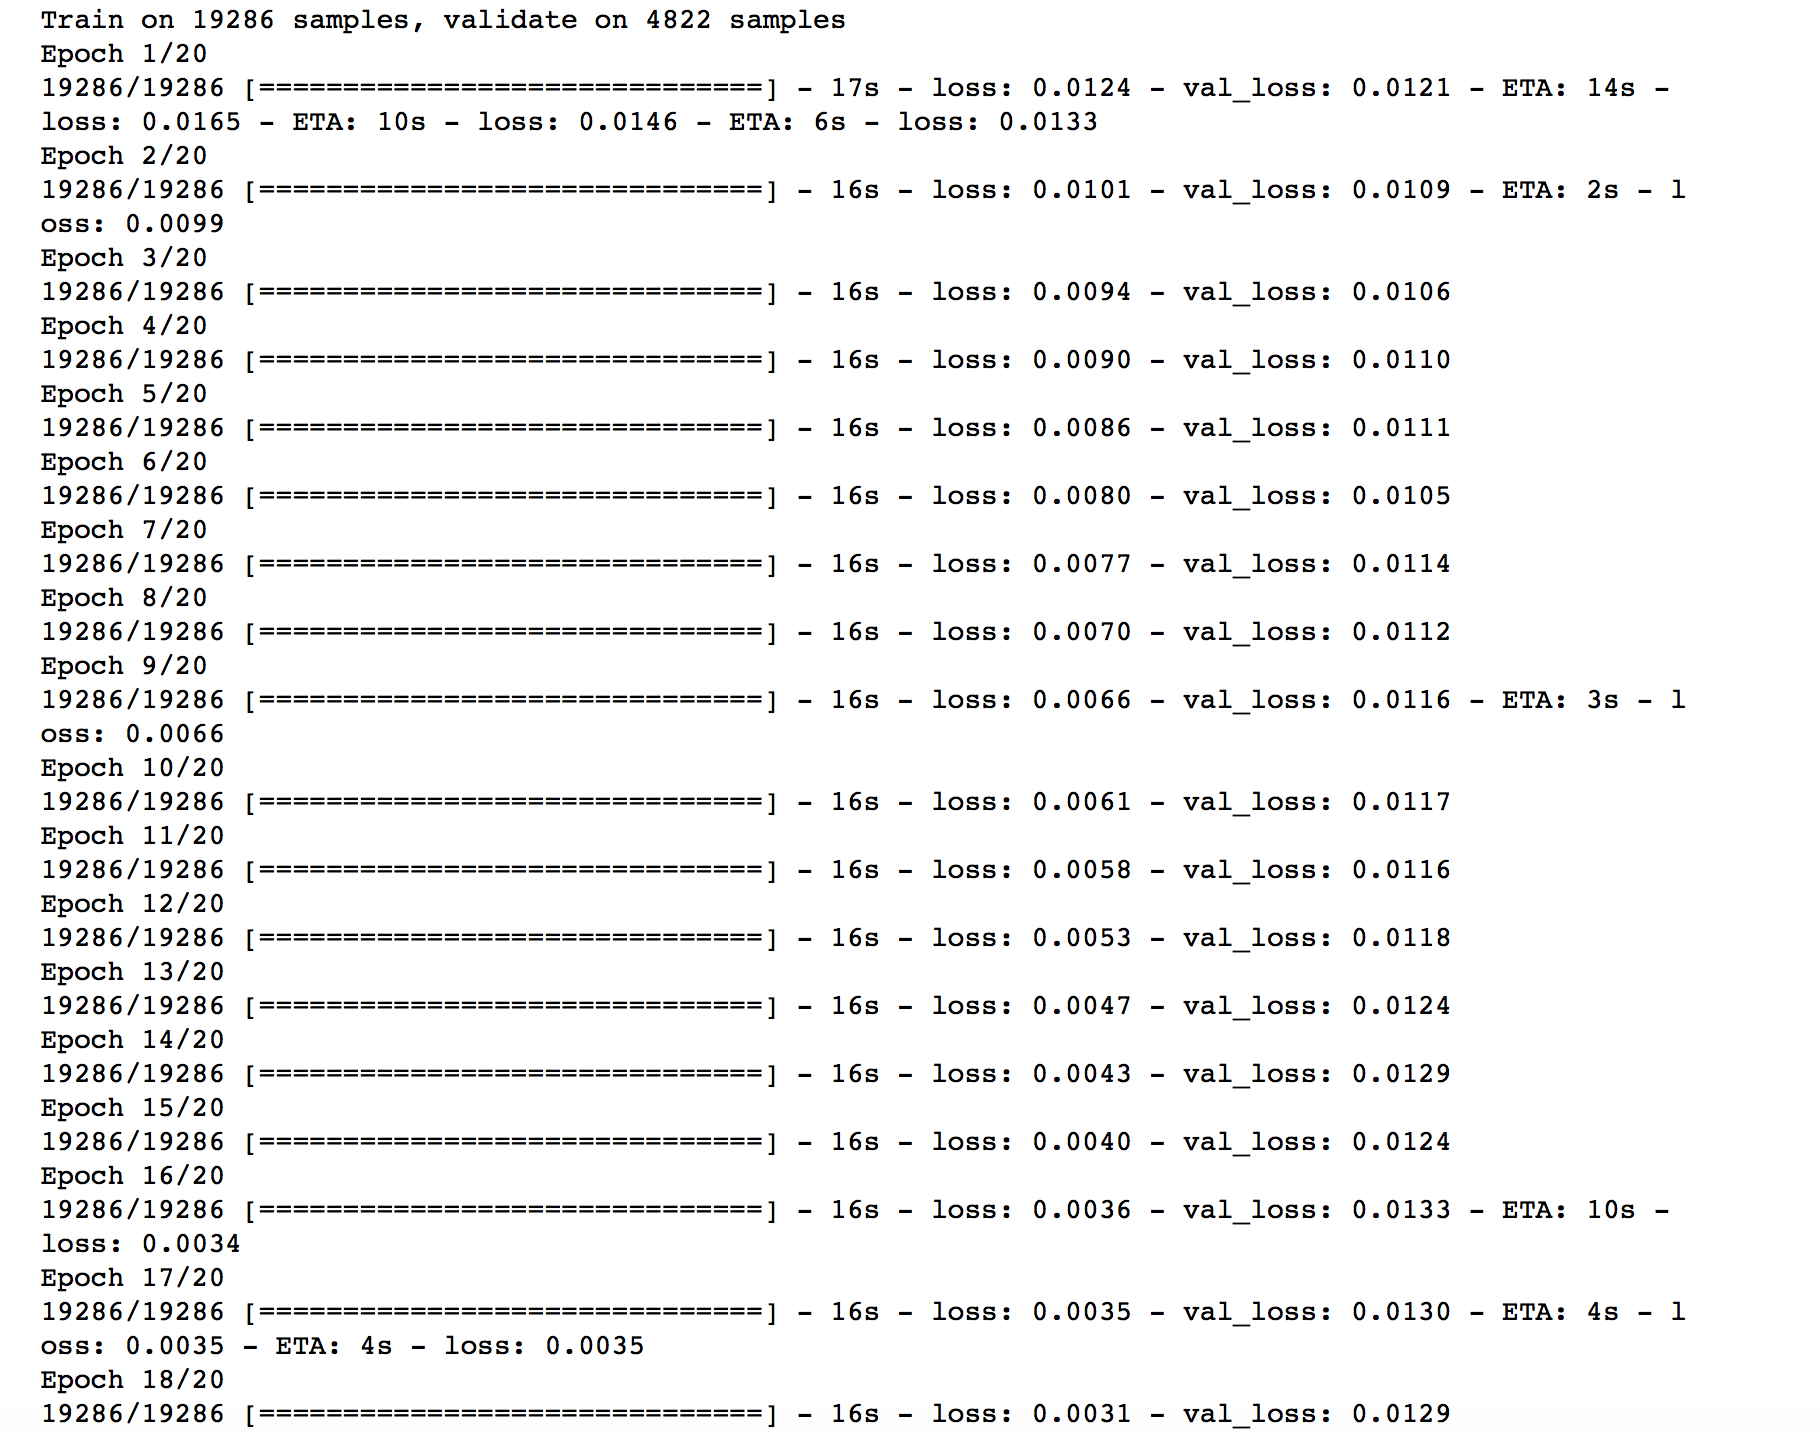 Train on 19286 samples, validate on 4822 samples
Epoch 1/20
19286/19286 [==============================] - 17s - loss: 0.0124 - val_loss: 0.0121 - ETA: 14s -
loss: 0.0165 - ETA: 10s - loss: 0.0146 - ETA: 6s - loss: 0.0133
Epoch 2/20
19286/19286 [==============================] - 16s - loss: 0.0101 - val_loss: 0.0109 - ETA: 2s - l
oss: 0.0099
Epoch 3/20
19286/19286 [==============================] - 16s - loss: 0.0094 - val_loss: 0.0106
Epoch 4/20
19286/19286 [==============================] - 16s - loss: 0.0090 - val_loss: 0.0110
Epoch 5/20
19286/19286 [==============================] - 16s - loss: 0.0086 - val_loss: 0.0111
Epoch 6/20
19286/19286 [==============================] - 16s - loss: 0.0080 - val_loss: 0.0105
Epoch 7/20
19286/19286 [==============================] - 16s - loss: 0.0077 - val_loss: 0.0114
Epoch 8/20
19286/19286 [==============================] - 16s - loss: 0.0070 - val_loss: 0.0112
Epoch 9/20
19286/19286 [==============================] - 16s - loss: 0.0066 - val_loss: 0.0116 - ETA: 3s - l
oss: 0.0066
Epoch 10/20
19286/19286 [==============================] - 16s - loss: 0.0061 - val_loss: 0.0117
Epoch 11/20
19286/19286 [==============================] - 16s - loss: 0.0058 - val_loss: 0.0116
Epoch 12/20
19286/19286 [==============================] - 16s - loss: 0.0053 - val_loss: 0.0118
Epoch 13/20
19286/19286 [==============================] - 16s - loss: 0.0047 - val_loss: 0.0124
Epoch 14/20
19286/19286 [==============================] - 16s - loss: 0.0043 - val_loss: 0.0129
Epoch 15/20
19286/19286 [==============================] - 16s - loss: 0.0040 - val_loss: 0.0124
Epoch 16/20
19286/19286 [==============================] - 16s - loss: 0.0036 - val_loss: 0.0133 - ETA: 10s -
loss: 0.0034
Epoch 17/20
19286/19286 [==============================] - 16s - loss: 0.0035 - val_loss: 0.0130 - ETA: 4s - l
oss: 0.0035 - ETA: 4s - loss: 0.0035
Epoch 18/20
19286/19286 [==============================] - 16s - loss: 0.0031 - val_loss: 0.0129